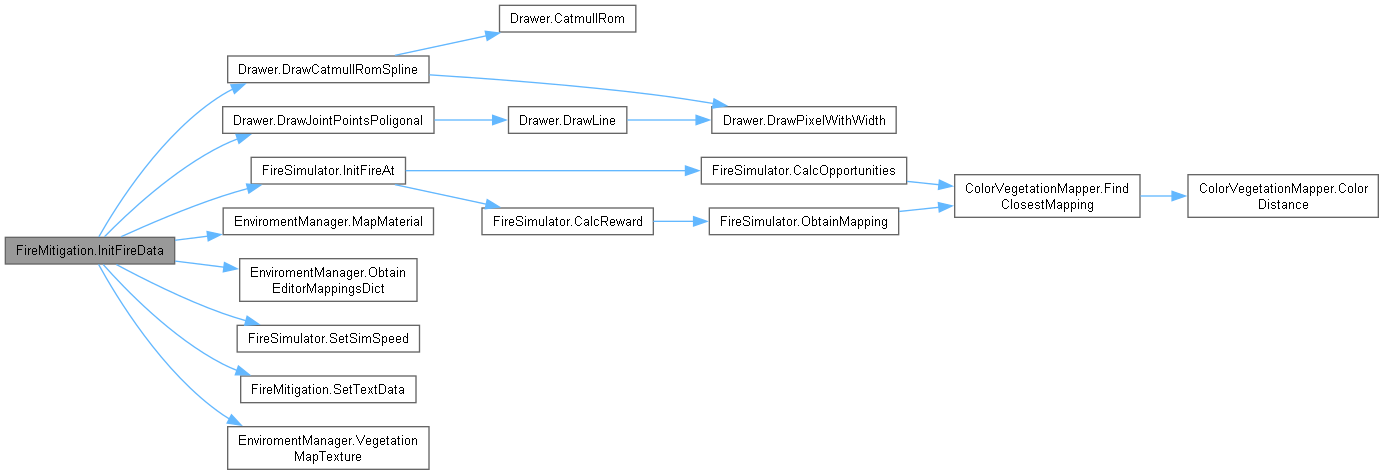 Drawer.CatmullRom
Drawer.DrawCatmullRomSpline
Drawer.DrawJointPointsPoligonal
Drawer.DrawLine
Drawer.DrawPixelWithWidth
FireSimulator.InitFireAt
FireSimulator.CalcOpportunities
ColorVegetationMapper.Find
ClosestMapping
ColorVegetationMapper.Color
Distance
EnviromentManager.MapMaterial
FireSimulator.CalcReward
FireSimulator.ObtainMapping
FireMitigation.InitFireData
EnviromentManager.Obtain
EditorMappingsDict
FireSimulator.SetSimSpeed
FireMitigation.SetTextData
EnviromentManager.Vegetation
MapTexture